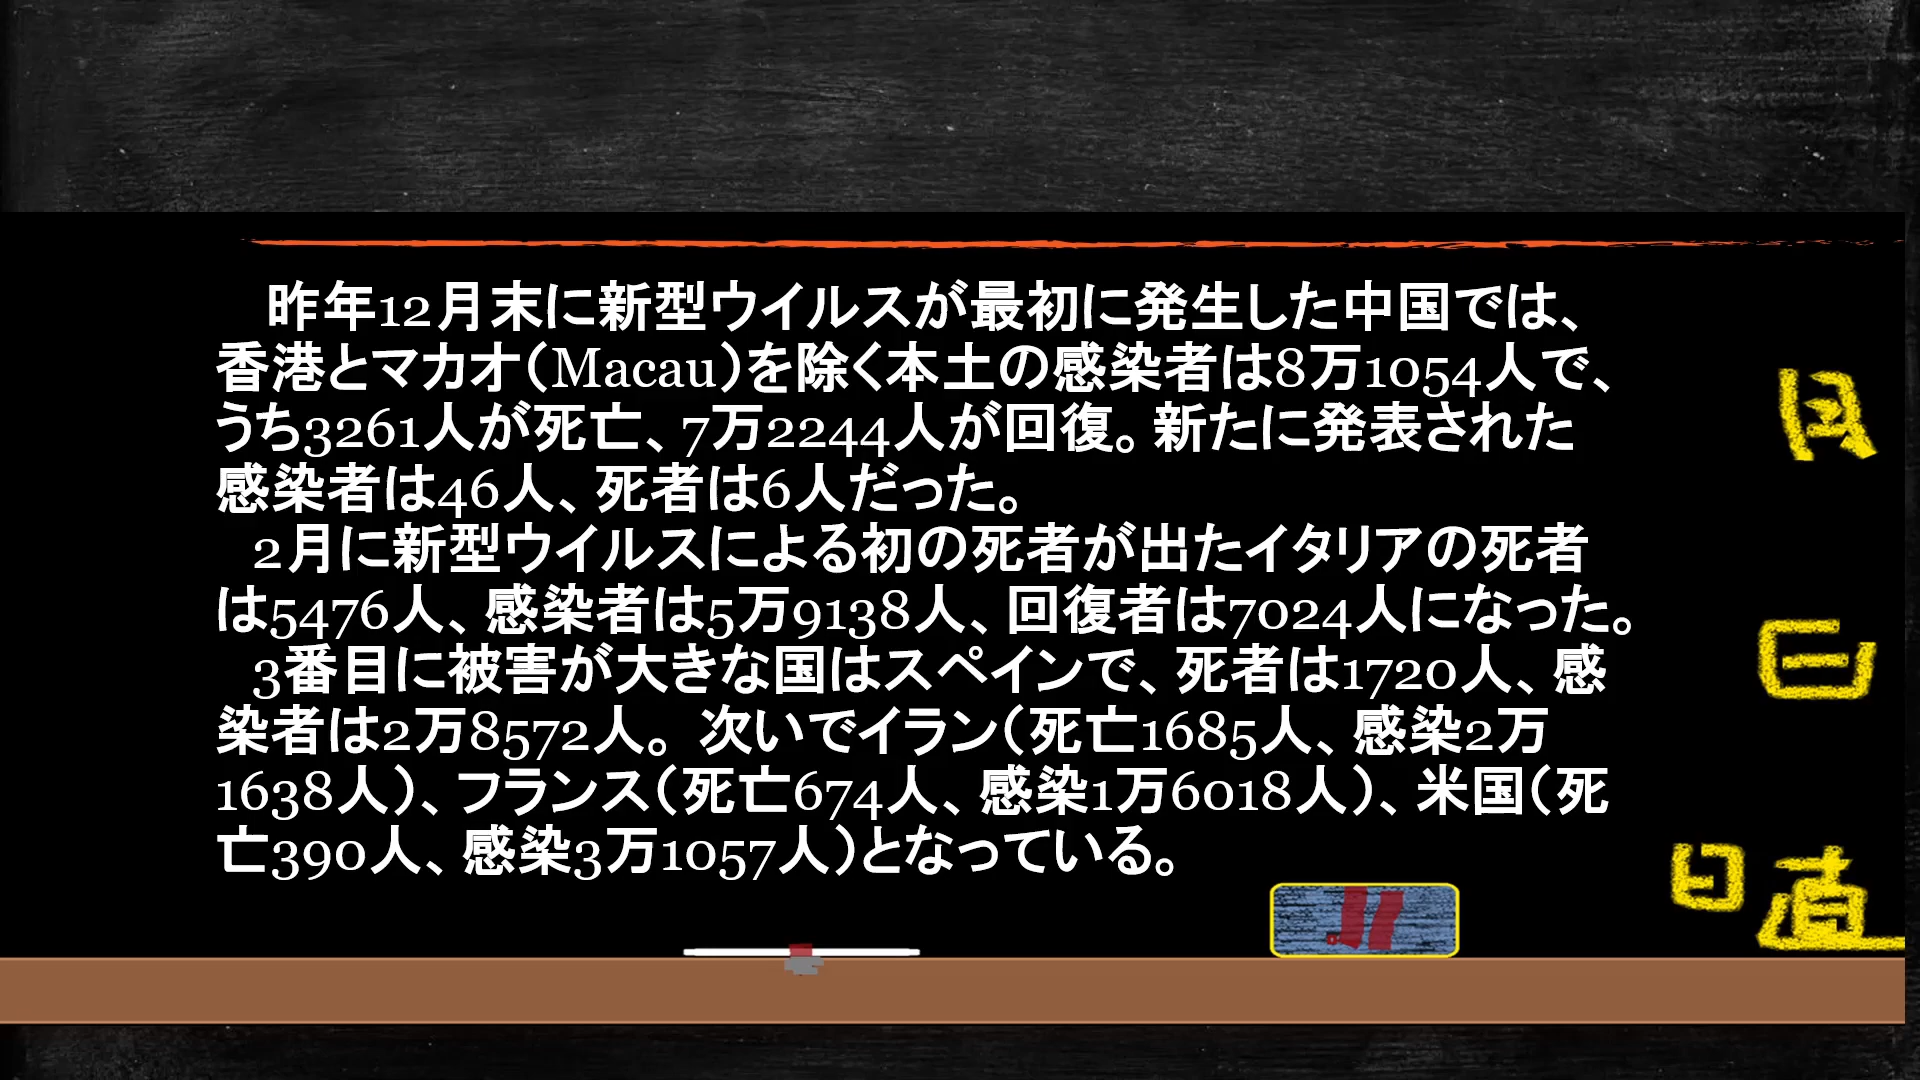 昨年12月末に新型ウイルスが最初に発生した中国では、
香港とマカオ（Macau）を除く本土の感染者は8万1054人で、
うち3261人が死亡、7万2244人が回復。新たに発表された
感染者は46人、死者は6人だった。
2月に新型ウイルスによる初の死者が出たイタリアの死者
は5476人、感染者は5万9138人、回復者は7024人になった。
3番目に被害が大きな国はスペインで、死者は1720人、感
染者は2万8572人。次いでイラン（死亡1685人、感染2万
1638人）、フランス（死亡674人、感染1万6018人）、米国（死
亡390人、感染3万1057人）となっている。
月
日
日直